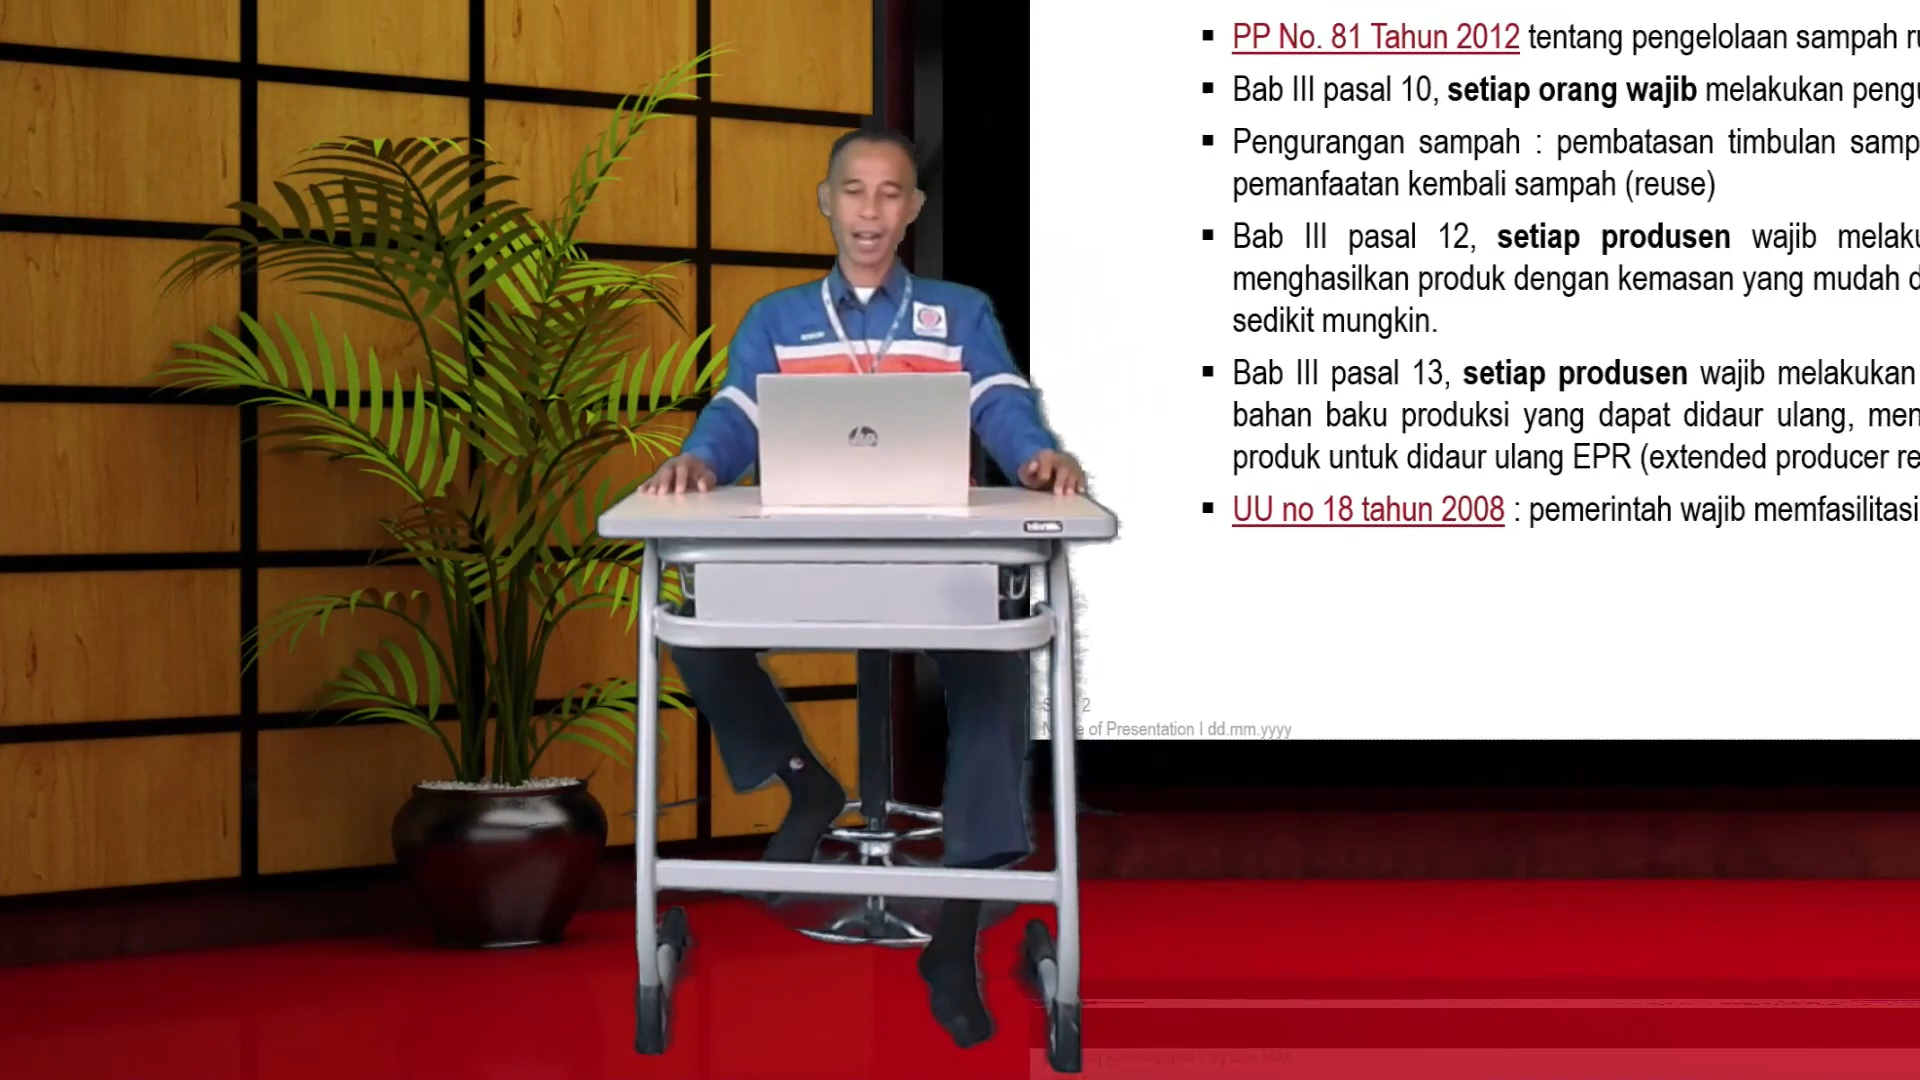 PP No. 81 Tahun 2012 tentang pengelolaan sampah
Bab III pasal 10, setiap orang wajib melakukan
Pengurangan sampah : pembatasan timbulan
pemanfaatan kembali sampah (reuse)
Bab III pasal 12, setiap produsen wajib
menghasilkan produk dengan kemasan yang mudah
sedikit mungkin.
Bab III pasal 13, setiap produsen wajib melakukan
bahan baku produksi yang dapat didaur ulang,
produk untuk didaur ulang EPR (extended producer
UU no 18 tahun 2008 : pemerintah wajib memfasilitasi
2
of Presentation I dd.mm.yyyy
hp